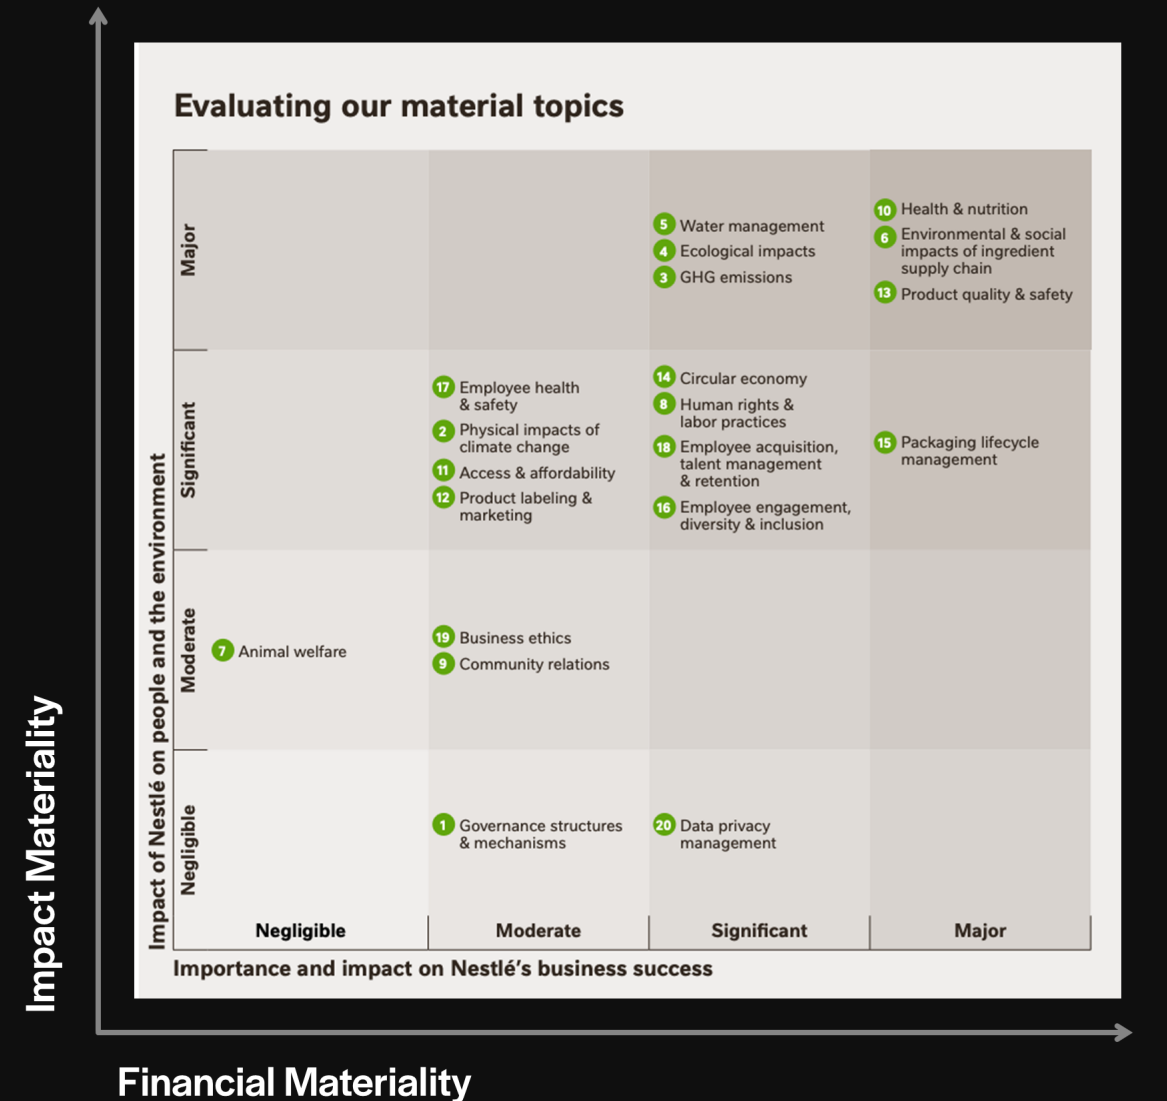 Evaluating our material topics
Impact Materiality
Impact of Nestlé on people and the environment
Major
5 Water management
4 Ecological impacts
3 GHG emissions
10 Health & nutrition
6 Environmental & social
impacts of ingredient
supply chain
13 Product quality & safety
Significant
17 Employee health
& safety
2 Physical impacts of
climate change
11 Access & affordability
12 Product labeling &
marketing
14 Circular economy
8 Human rights &
labor practices
18 Employee acquisition,
talent management
& retention
16 Employee engagement,
diversity & inclusion
15 Packaging lifecycle
management
Moderate
7 Animal welfare
19 Business ethics
9 Community relations
Negligible
1 Governance structures
& mechanisms
20 Data privacy
management
Negligible
Moderate
Significant
Major
Importance and impact on Nestlé’s business success
Financial Materiality